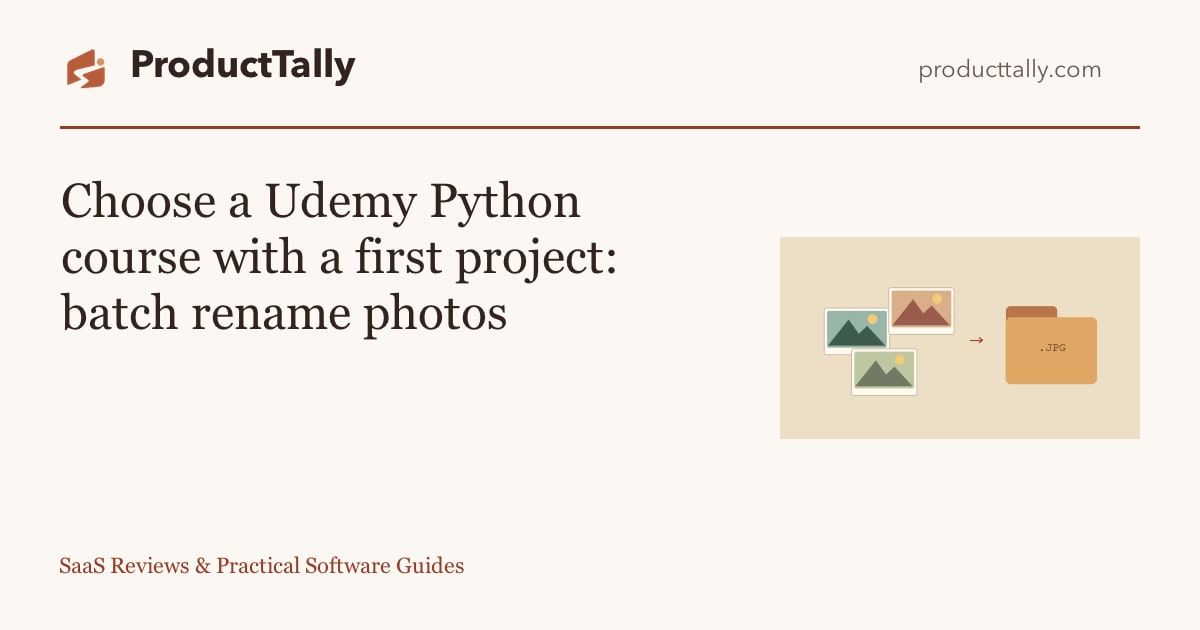 ProductTally
producttally.com
Choose a Udemy Python
course with a first project:
batch rename photos
.JPG
SaaS Reviews & Practical Software Guides